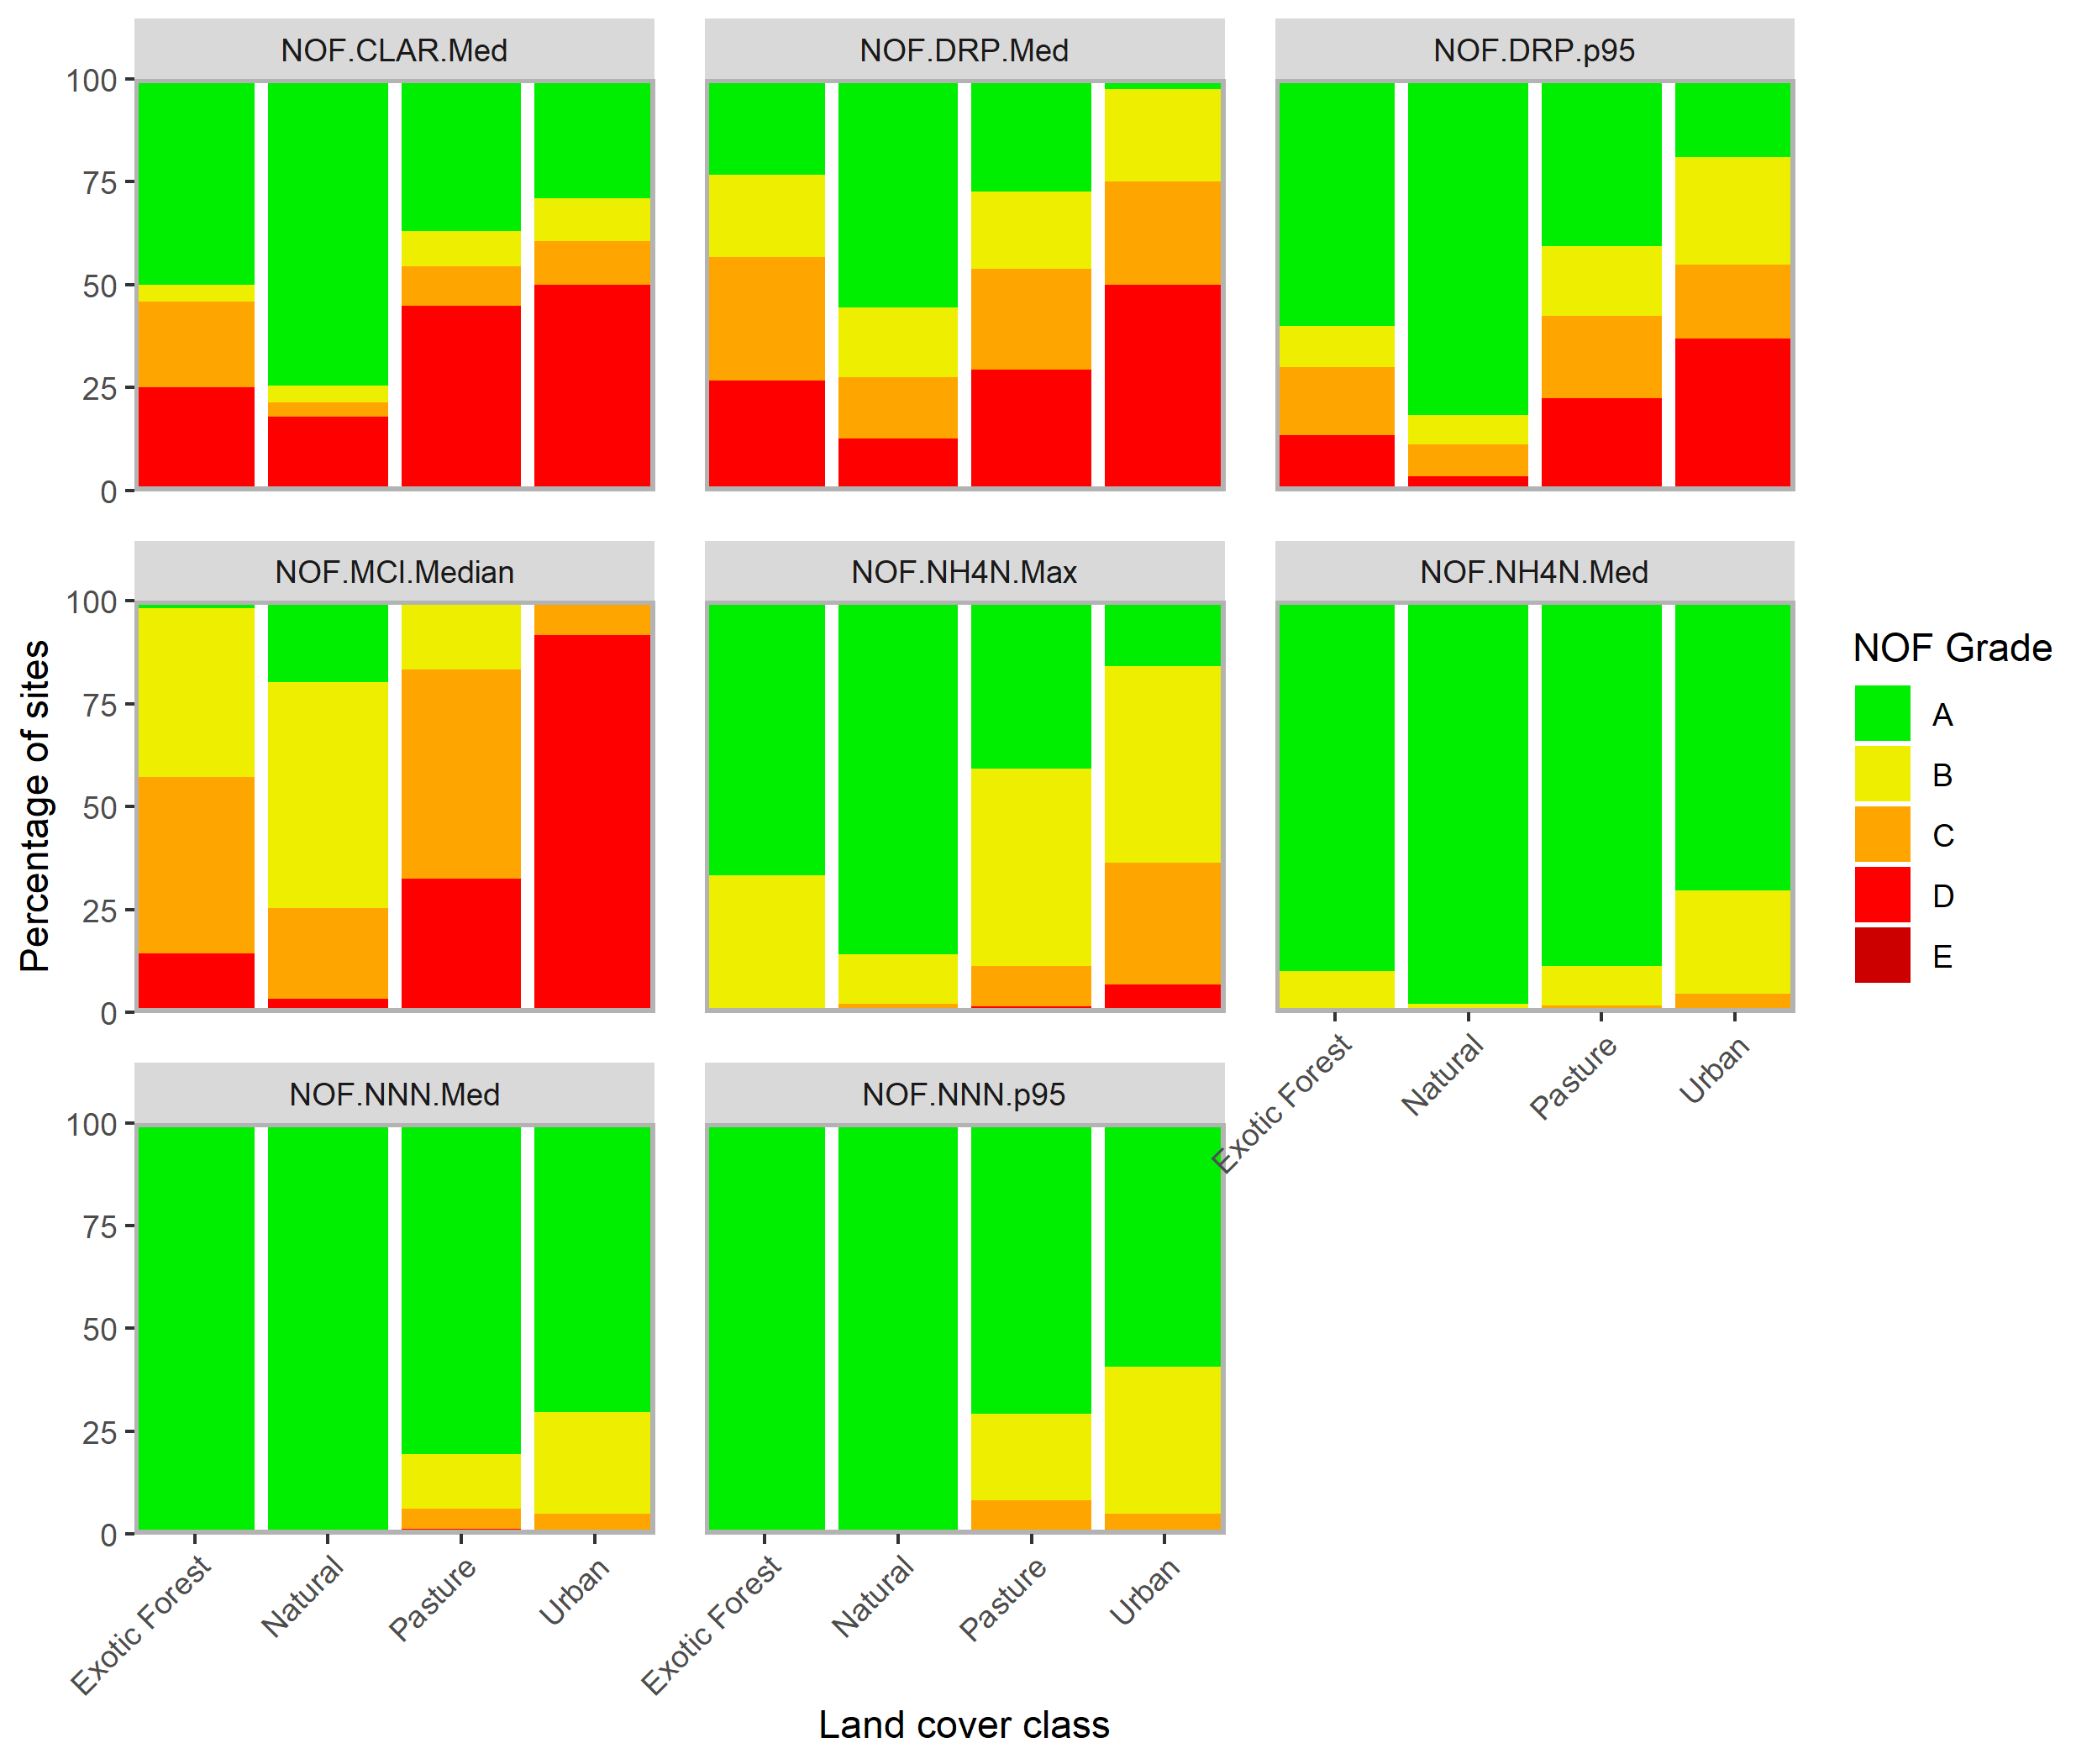 NOF.CLAR.Med
NOF.DRP.Med
NOF.DRP.p95
100
75
50
25
0
NOF.MCI.Median
NOF.NH4N.Max
NOF.NH4N.Med
100
75
50
25
0
Percentage of sites
NOF Grade
A
B
C
D
E
Exotic Forest
Natural
Pasture
Urban
NOF.NNN.Med
NOF.NNN.p95
100
75
50
25
0
Exotic Forest
Natural
Pasture
Urban
Exotic Forest
Natural
Pasture
Urban
Land cover class